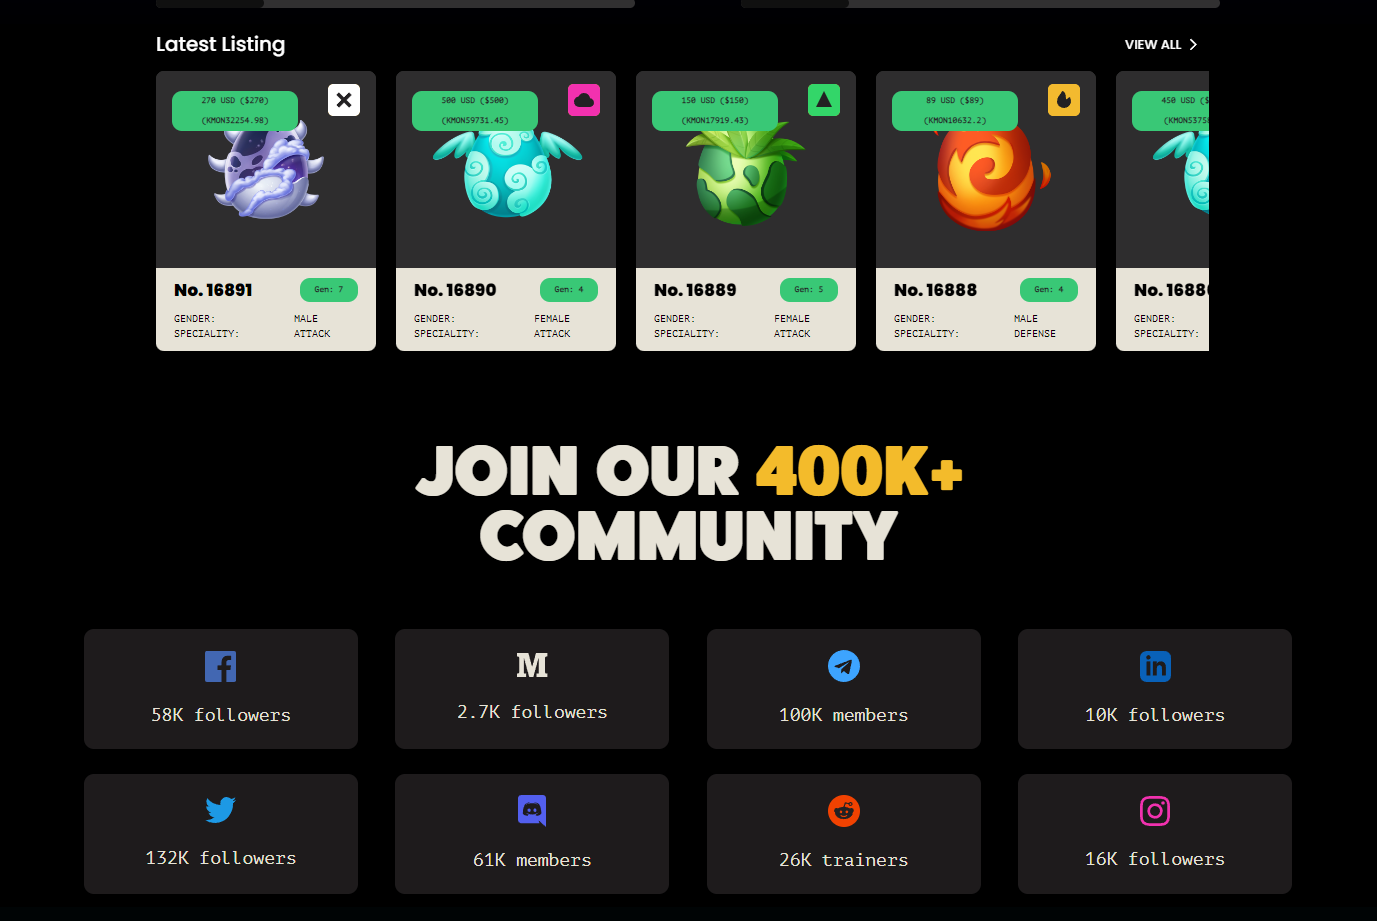 Latest Listing
VIEW ALL
270 USD ($270)
(KMON32254.98)
No. 16891
Gen: 7
GENDER: MALE
SPECIALITY: ATTACK
500 USD ($500)
(KMON59731.45)
No. 16890
Gen: 4
GENDER: FEMALE
SPECIALITY: ATTACK
150 USD ($150)
(KMON17919.43)
No. 16889
Gen: 5
GENDER: FEMALE
SPECIALITY: ATTACK
89 USD ($89)
(KMON10632.2)
No. 16888
Gen: 4
GENDER: MALE
SPECIALITY: DEFENSE
450 USD ($
(KMON5375
No. 1688
GENDER:
SPECIALITY:
JOIN OUR 400K+
COMMUNITY
58K followers
M
2.7K followers
100K members
in
10K followers
132K followers
61K members
26K trainers
16K followers